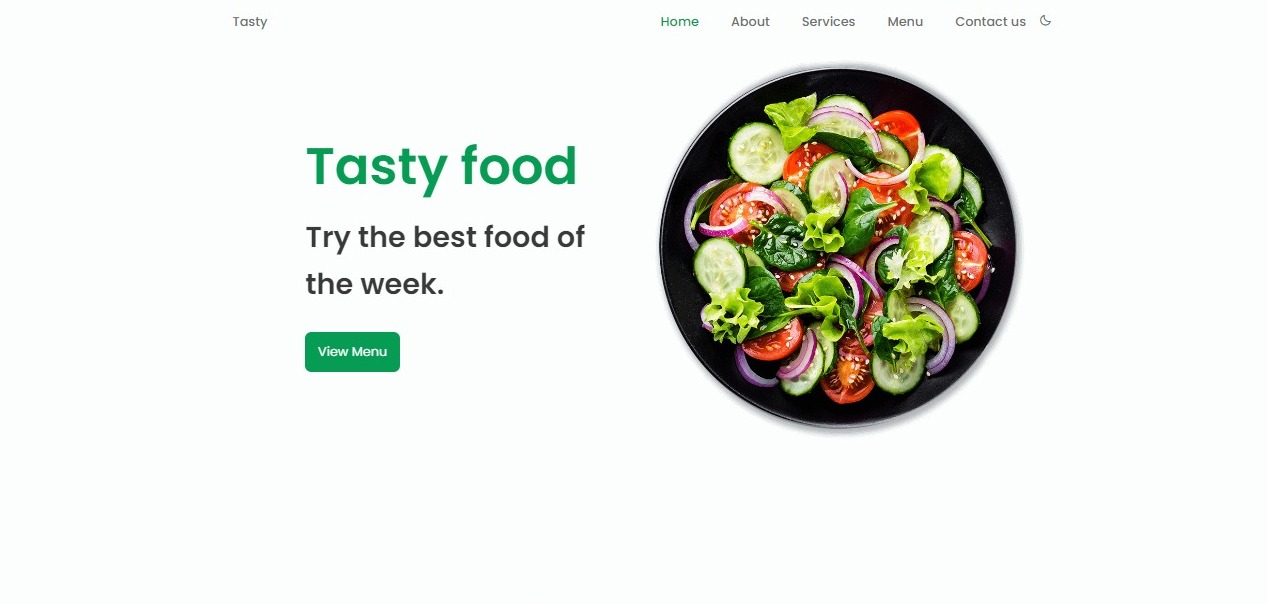 Tasty
Home About Services Menu Contact us
Tasty food
Try the best food of
the week.
View Menu